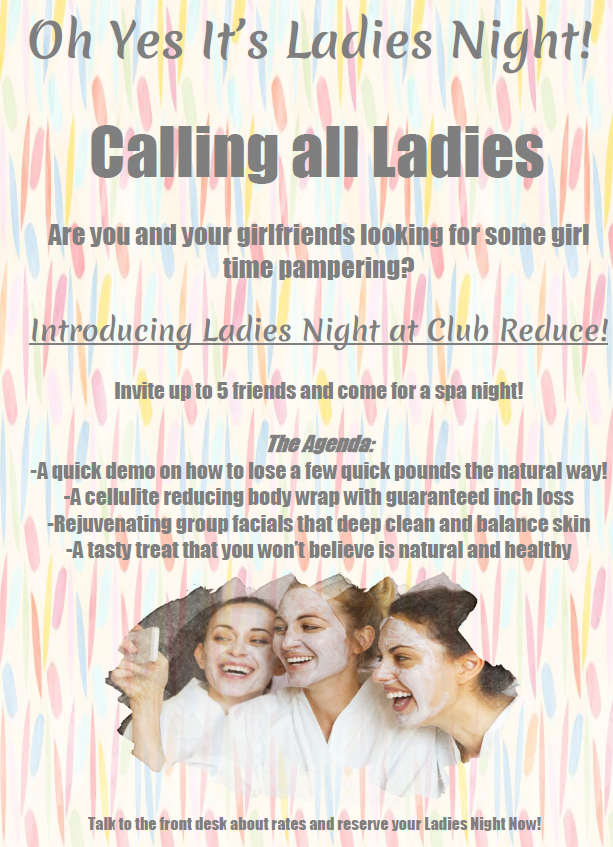 Oh Yes It's Ladies Night!
Calling all Ladies
Are you and your girlfriends looking for some girl
time pampering?
Introducing Ladies Night at Club Reduce!
Invite up to 5 friends and come for a spa night!
The Agenda:
-A quick demo on how to lose a few quick pounds the natural way!
-A cellulite reducing body wrap with guaranteed inch loss
-Rejuvenating group facials that deep clean and balance skin
-A tasty treat that you won't believe is natural and healthy
Talk to the front desk about rates and reserve your Ladies Night Now!